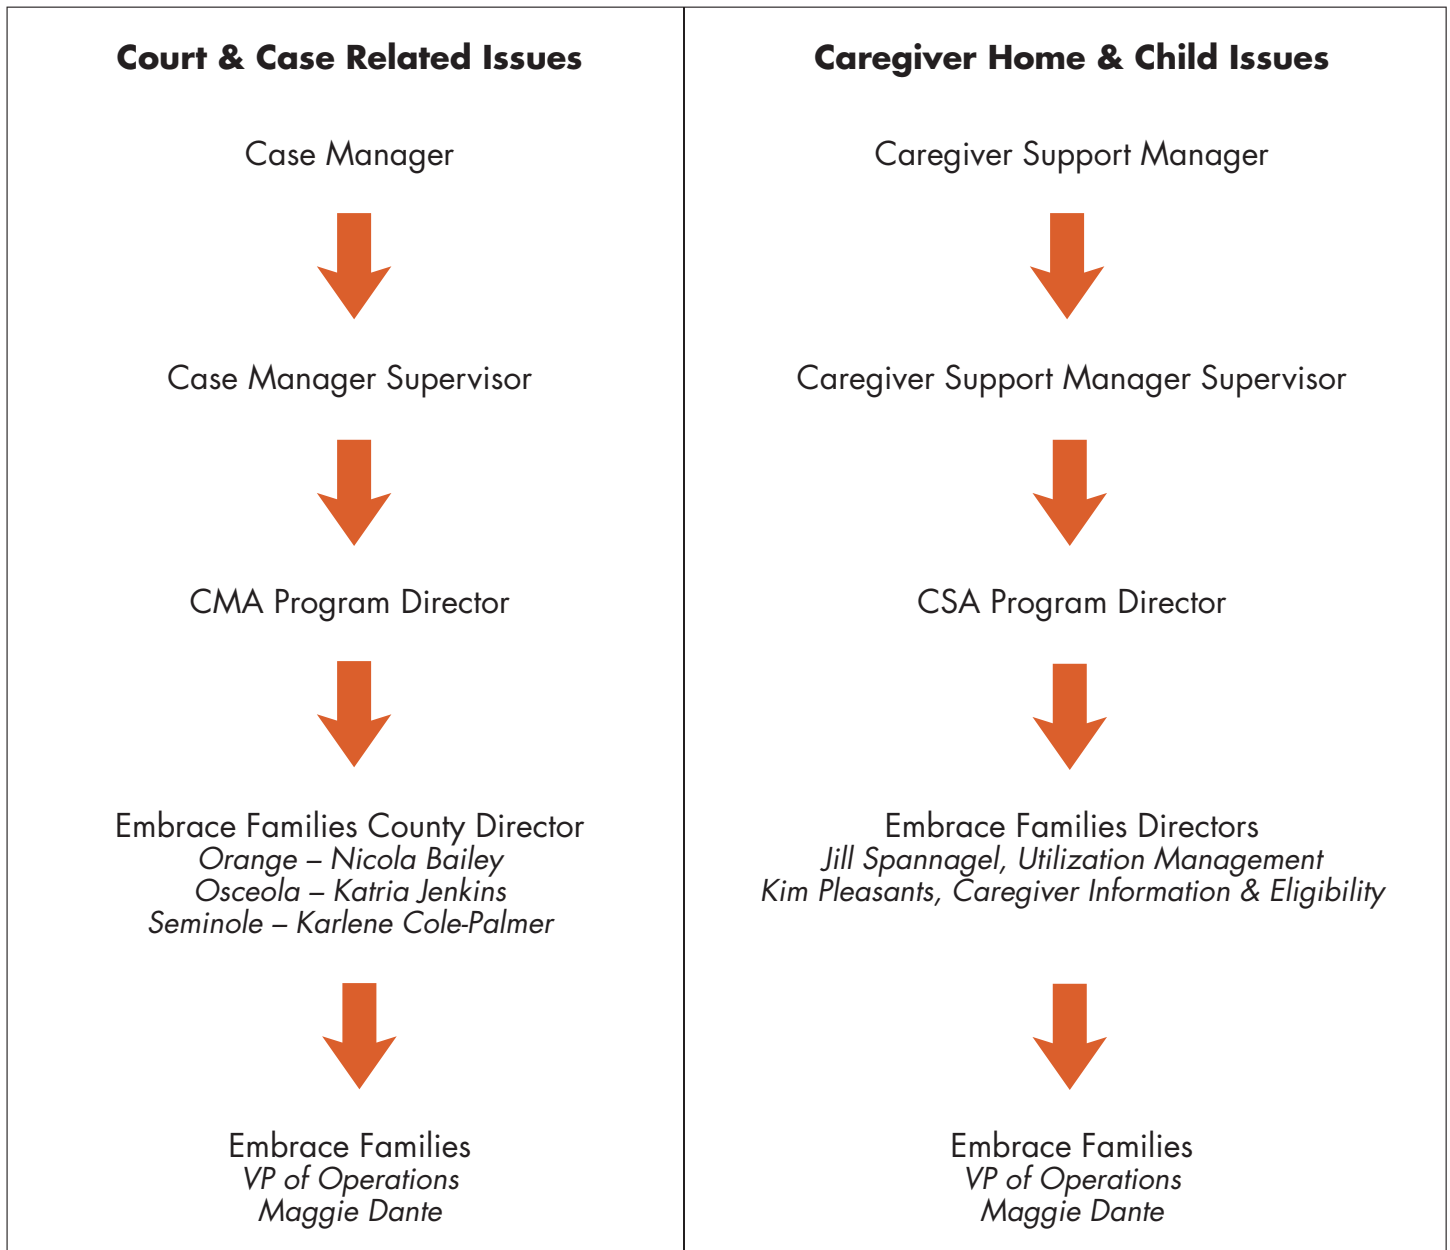 Court & Case Related Issues
Case Manager
Case Manager Supervisor
CMA Program Director
Embrace Families County Director
Orange – Nicola Bailey
Osceola – Katria Jenkins
Seminole – Karlene Cole-Palmer
Embrace Families
VP of Operations
Maggie Dante
Caregiver Home & Child Issues
Caregiver Support Manager
Caregiver Support Manager Supervisor
CSA Program Director
Embrace Families Directors
Jill Spannagel, Utilization Management
Kim Pleasants, Caregiver Information & Eligibility
Embrace Families
VP of Operations
Maggie Dante